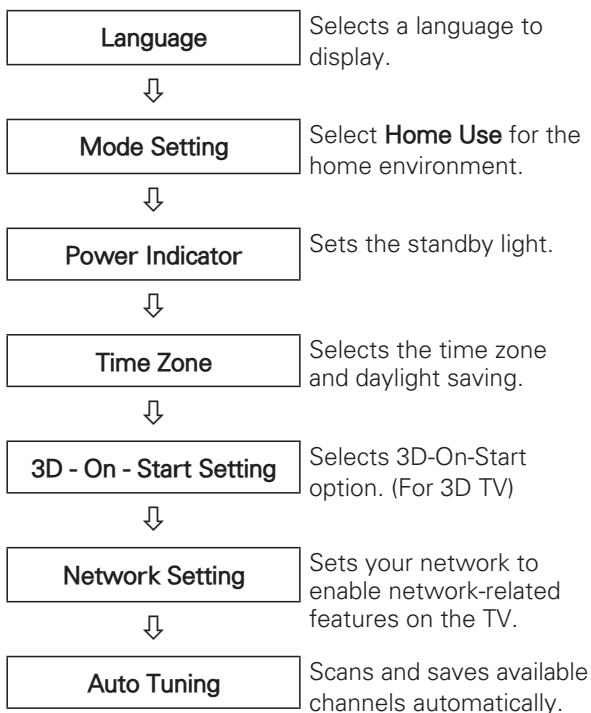 Language
Selects a language to
display.
⇩
Mode Setting
Select Home Use for the
home environment.
⇩
Power Indicator
Sets the standby light.
⇩
Time Zone
Selects the time zone
and daylight saving.
⇩
3D - On - Start Setting
Selects 3D-On-Start
option. (For 3D TV)
⇩
Network Setting
Sets your network to
enable network-related
features on the TV.
⇩
Auto Tuning
Scans and saves available
channels automatically.